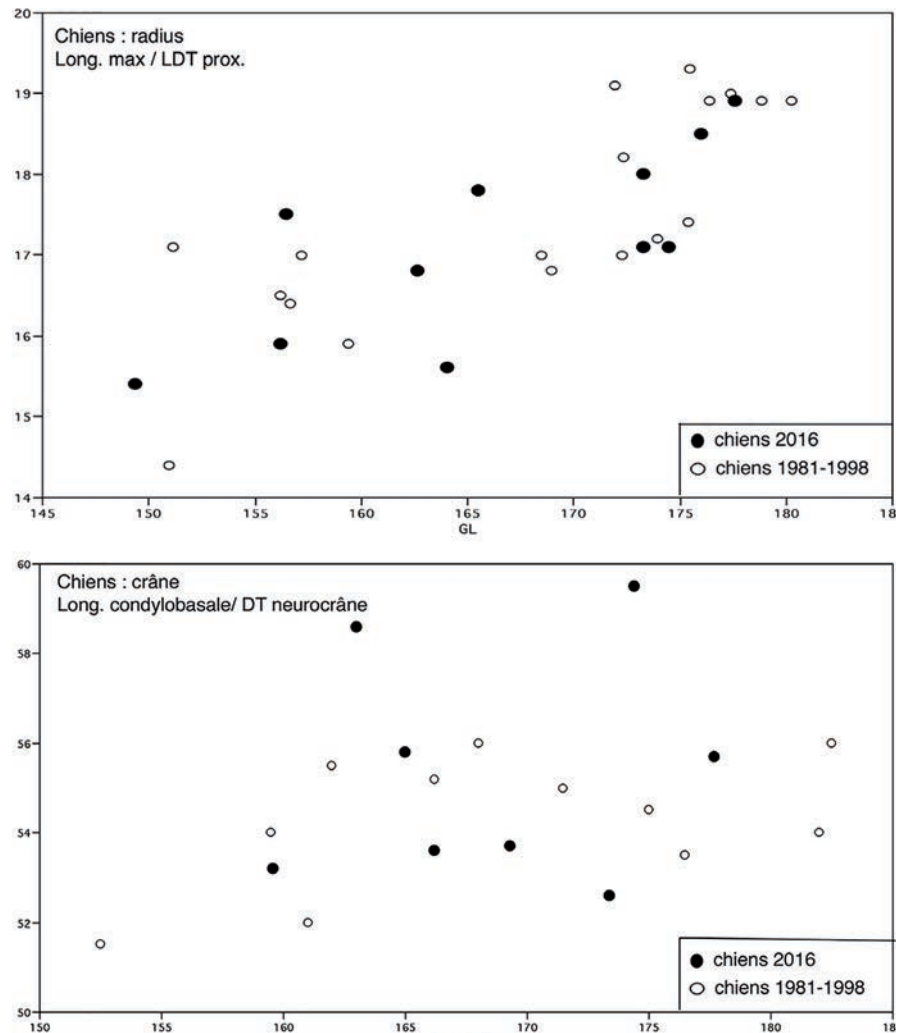 20
19
18
17
16
15
14
Chiens : radius
Long. max / LDT prox.
chiens 2016
chiens 1981-1998
145 150 155 160 165 170 175 180 18
GL
60
58
56
54
52
50
Chiens : crâne
Long. condylobasale/ DT neurocrâne
chiens 2016
chiens 1981-1998
150 155 160 165 170 175 180 18